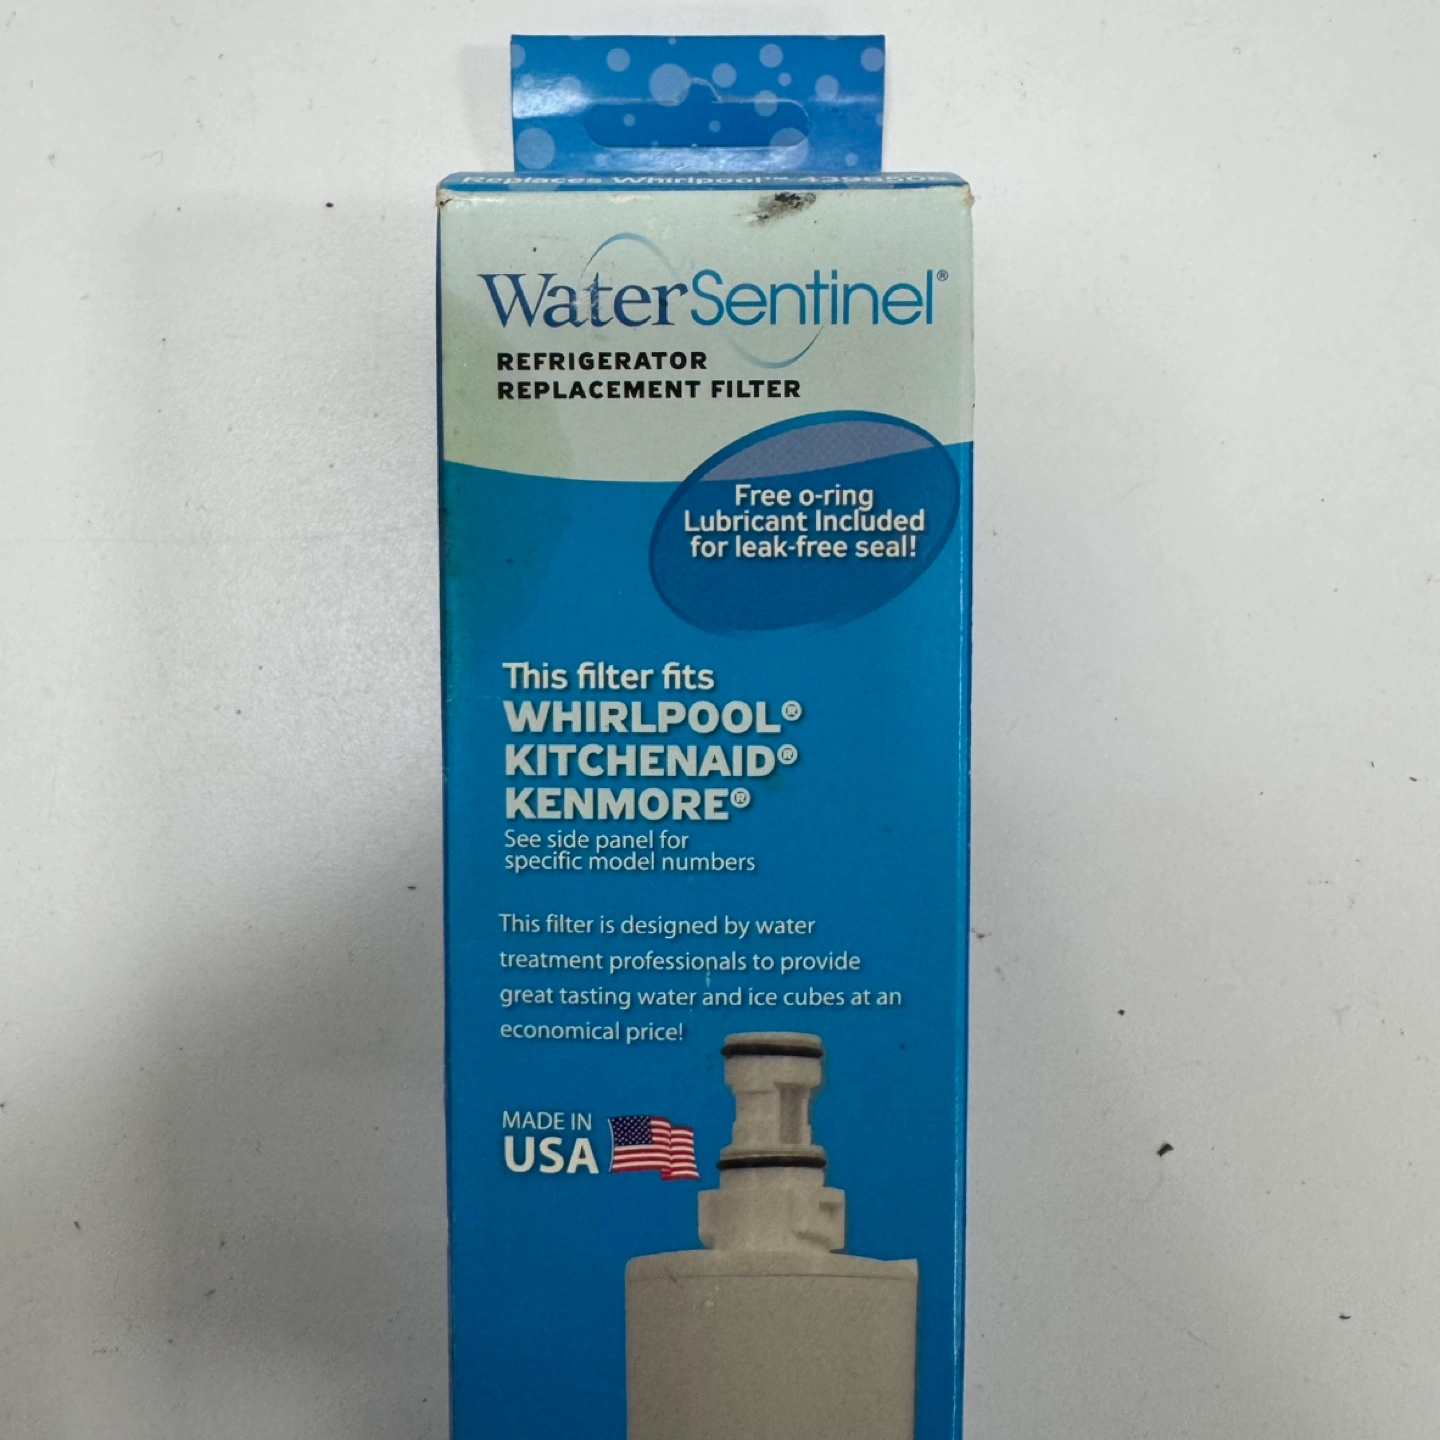 Replaces Whirlpool™
WaterSentinel®
REFRIGERATOR
REPLACEMENT FILTER
Free o-ring
Lubricant Included
for leak-free seal!
This filter fits
WHIRLPOOL®
KITCHENAID®
KENMORE®
See side panel for
specific model numbers
This filter is designed by water
treatment professionals to provide
great tasting water and ice cubes at an
economical price!
MADE IN
USA